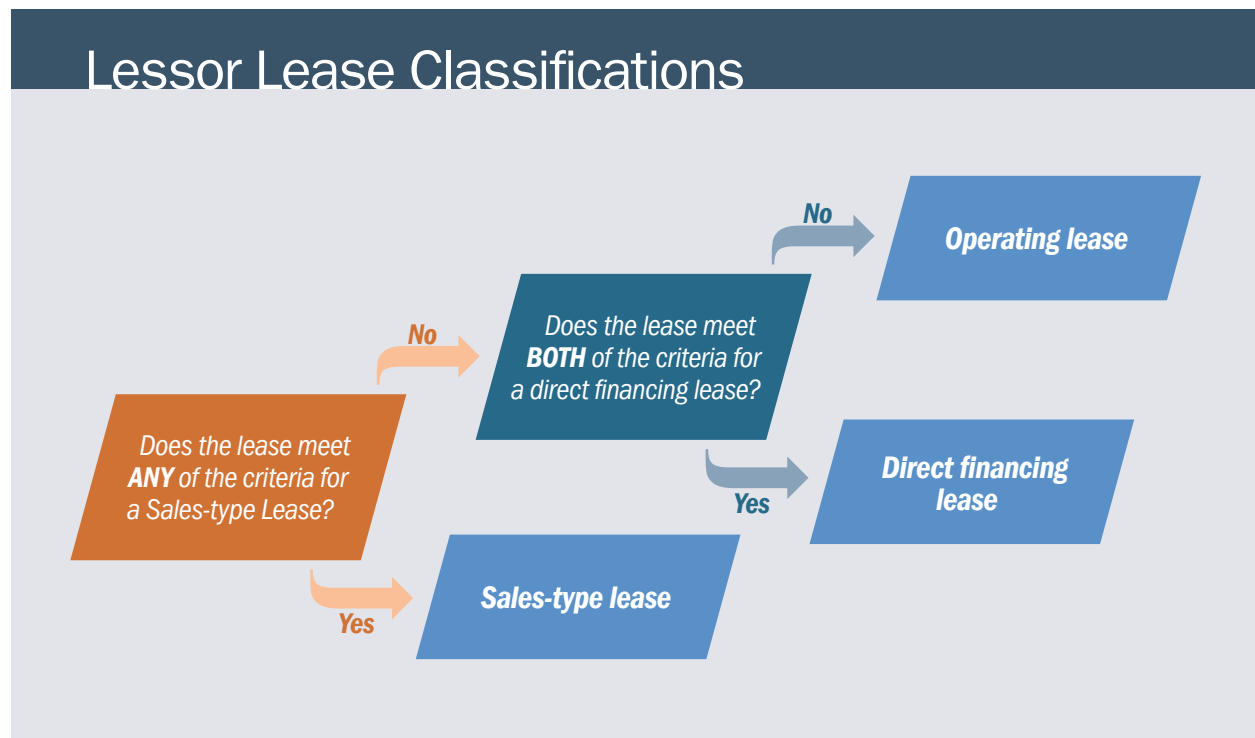 Lessor Lease Classifications
Does the lease meet
ANY of the criteria for
a Sales-type Lease?
No
Yes
Does the lease meet
BOTH of the criteria for
a direct financing lease?
No
Yes
Operating lease
Direct financing
lease
Sales-type lease